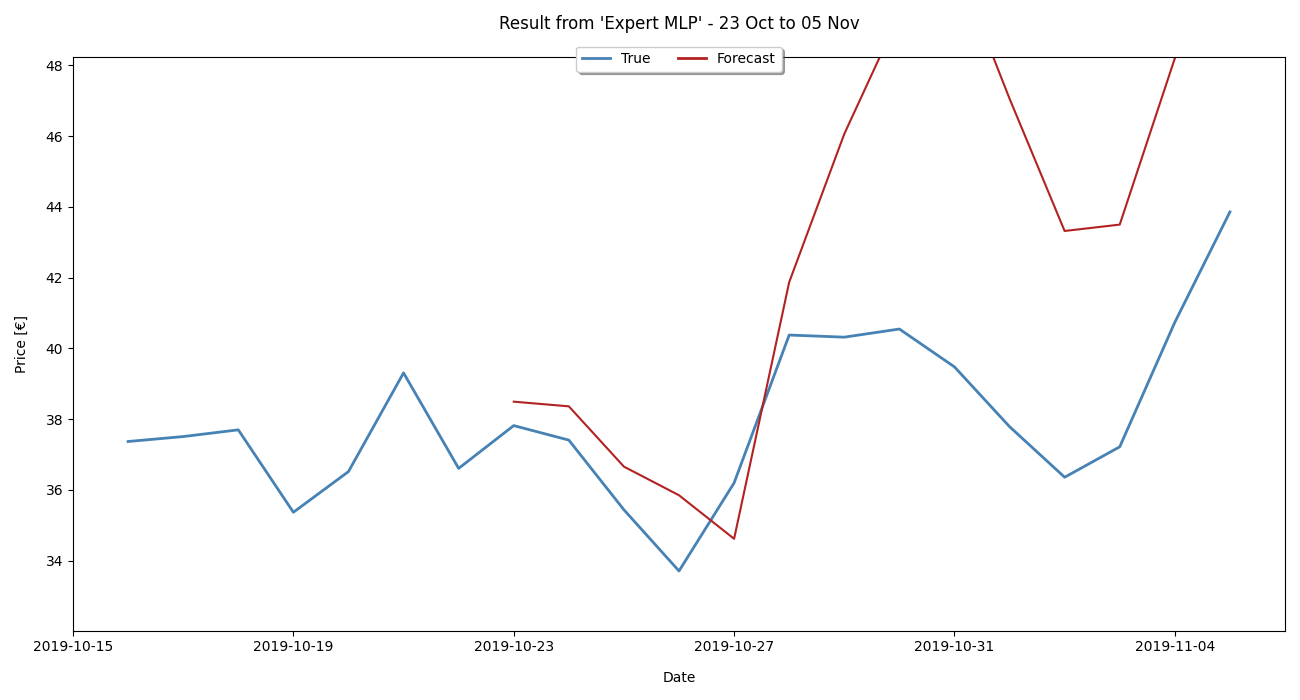 Result from 'Expert MLP' - 23 Oct to 05 Nov
True Forecast
48
46
44
42
40
38
36
34
Price [€]
2019-10-15 2019-10-19 2019-10-23 2019-10-27 2019-10-31 2019-11-04
Date